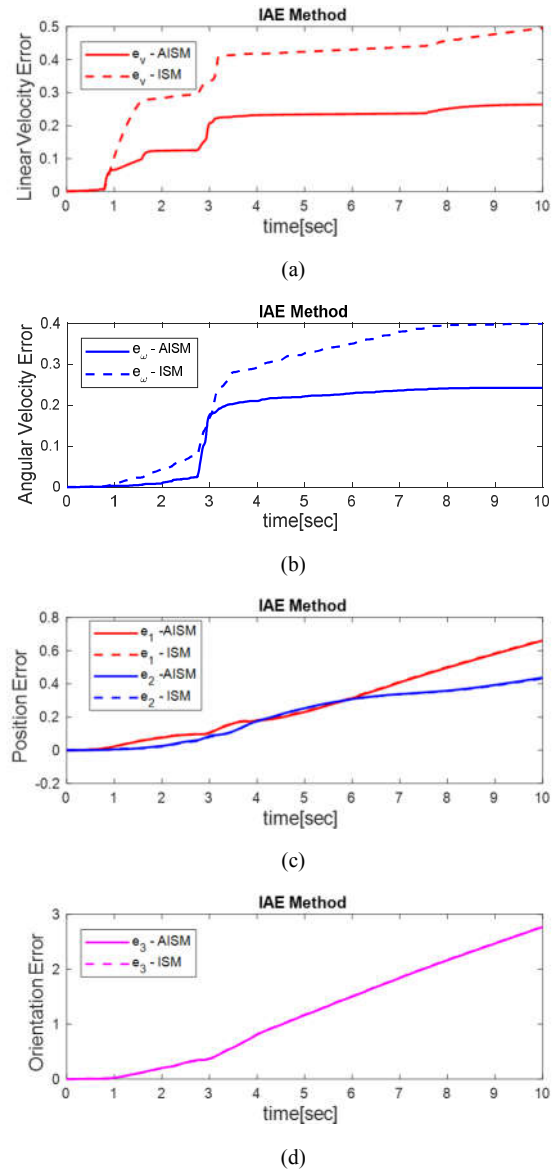 IAE Method
e_v - AISM
e_v - ISM
Linear Velocity Error
0.5
0.4
0.3
0.2
0.1
0
0 1 2 3 4 5 6 7 8 9 10
time[sec]
(a)
IAE Method
e_ω - AISM
e_ω - ISM
Angular Velocity Error
0.4
0.2
0
0 1 2 3 4 5 6 7 8 9 10
time[sec]
(b)
IAE Method
e_1 -AISM
e_1 - ISM
e_2 - AISM
e_2 - ISM
Position Error
0.8
0.6
0.4
0.2
0
-0.2
0 1 2 3 4 5 6 7 8 9 10
time[sec]
(c)
IAE Method
e_3 - AISM
e_3 - ISM
Orientation Error
3
2
1
0
0 1 2 3 4 5 6 7 8 9 10
time[sec]
(d)